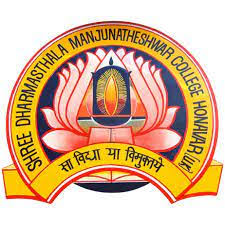 SHREE DHARMASTHALA MANJUNATHESHWAR COLLEGE HONAVAR (u.k)
सा विद्या या विमुक्तये